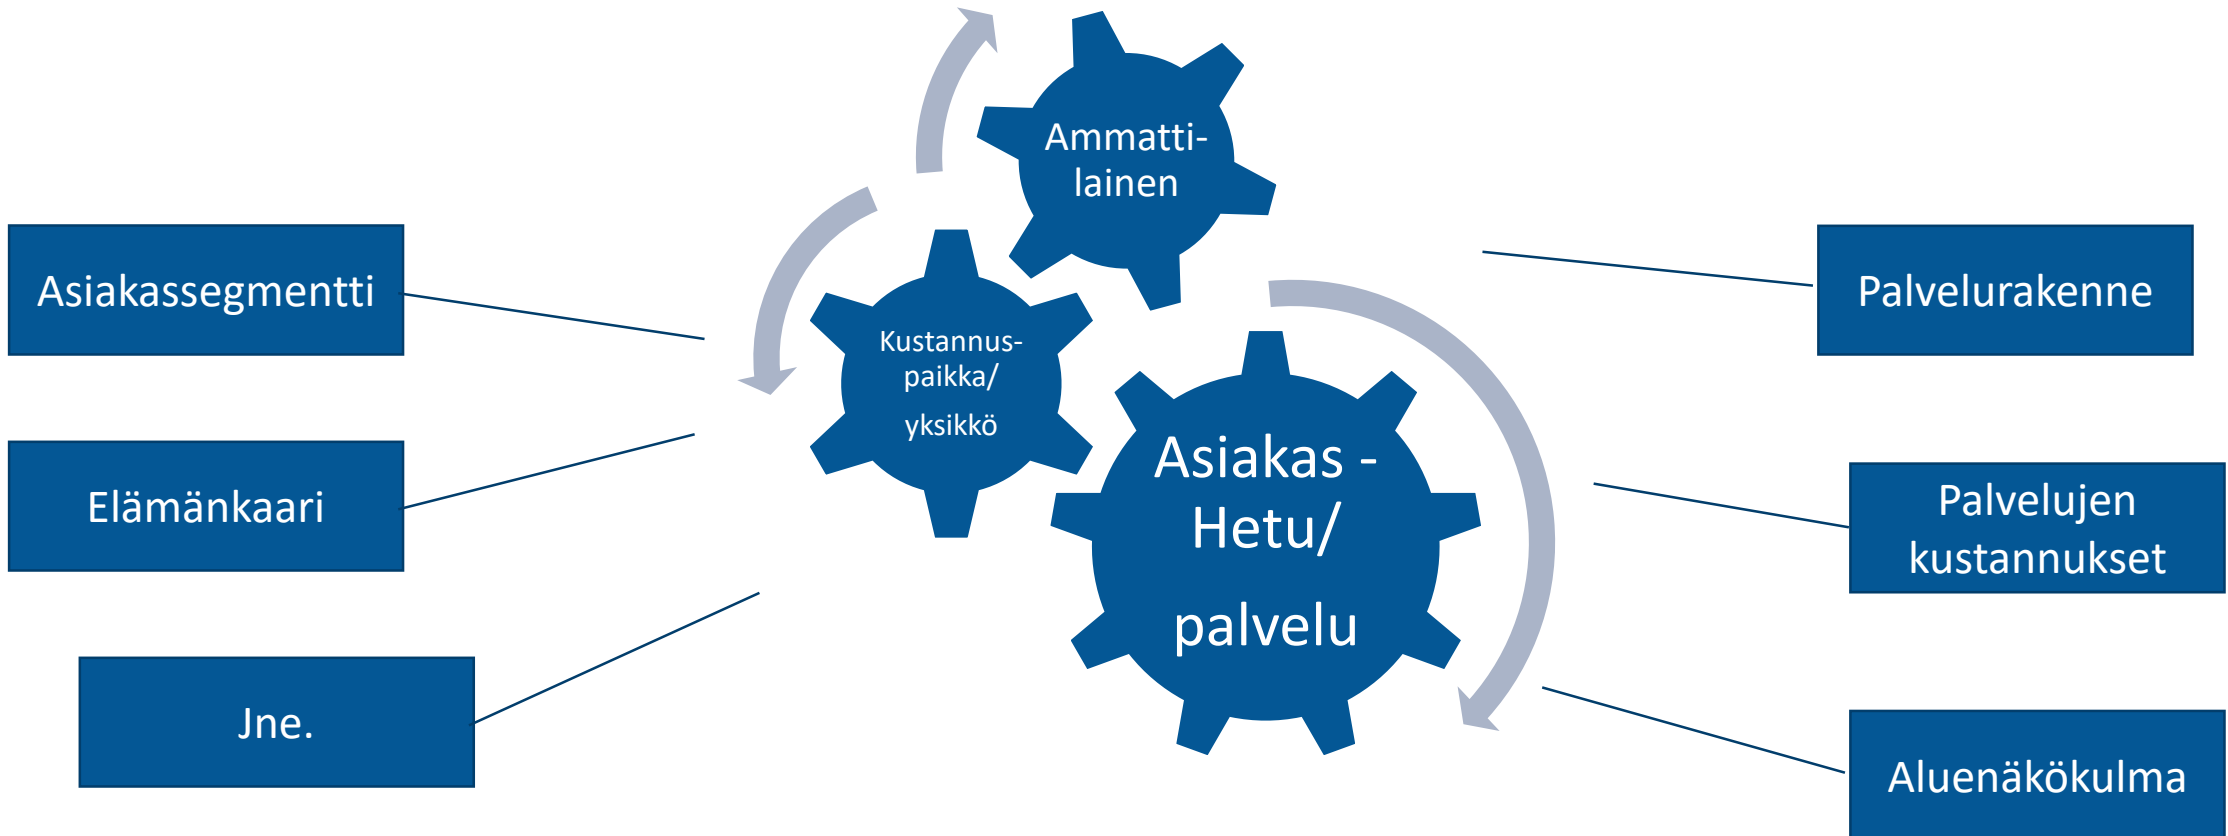 Ammatti-
lainen
Asiakassegmentti
Palvelurakenne
Kustannus-
paikka/
yksikkö
Asiakas -
Hetu/
palvelu
Elämänkaari
Palvelujen
kustannukset
Jne.
Aluenäkökulma